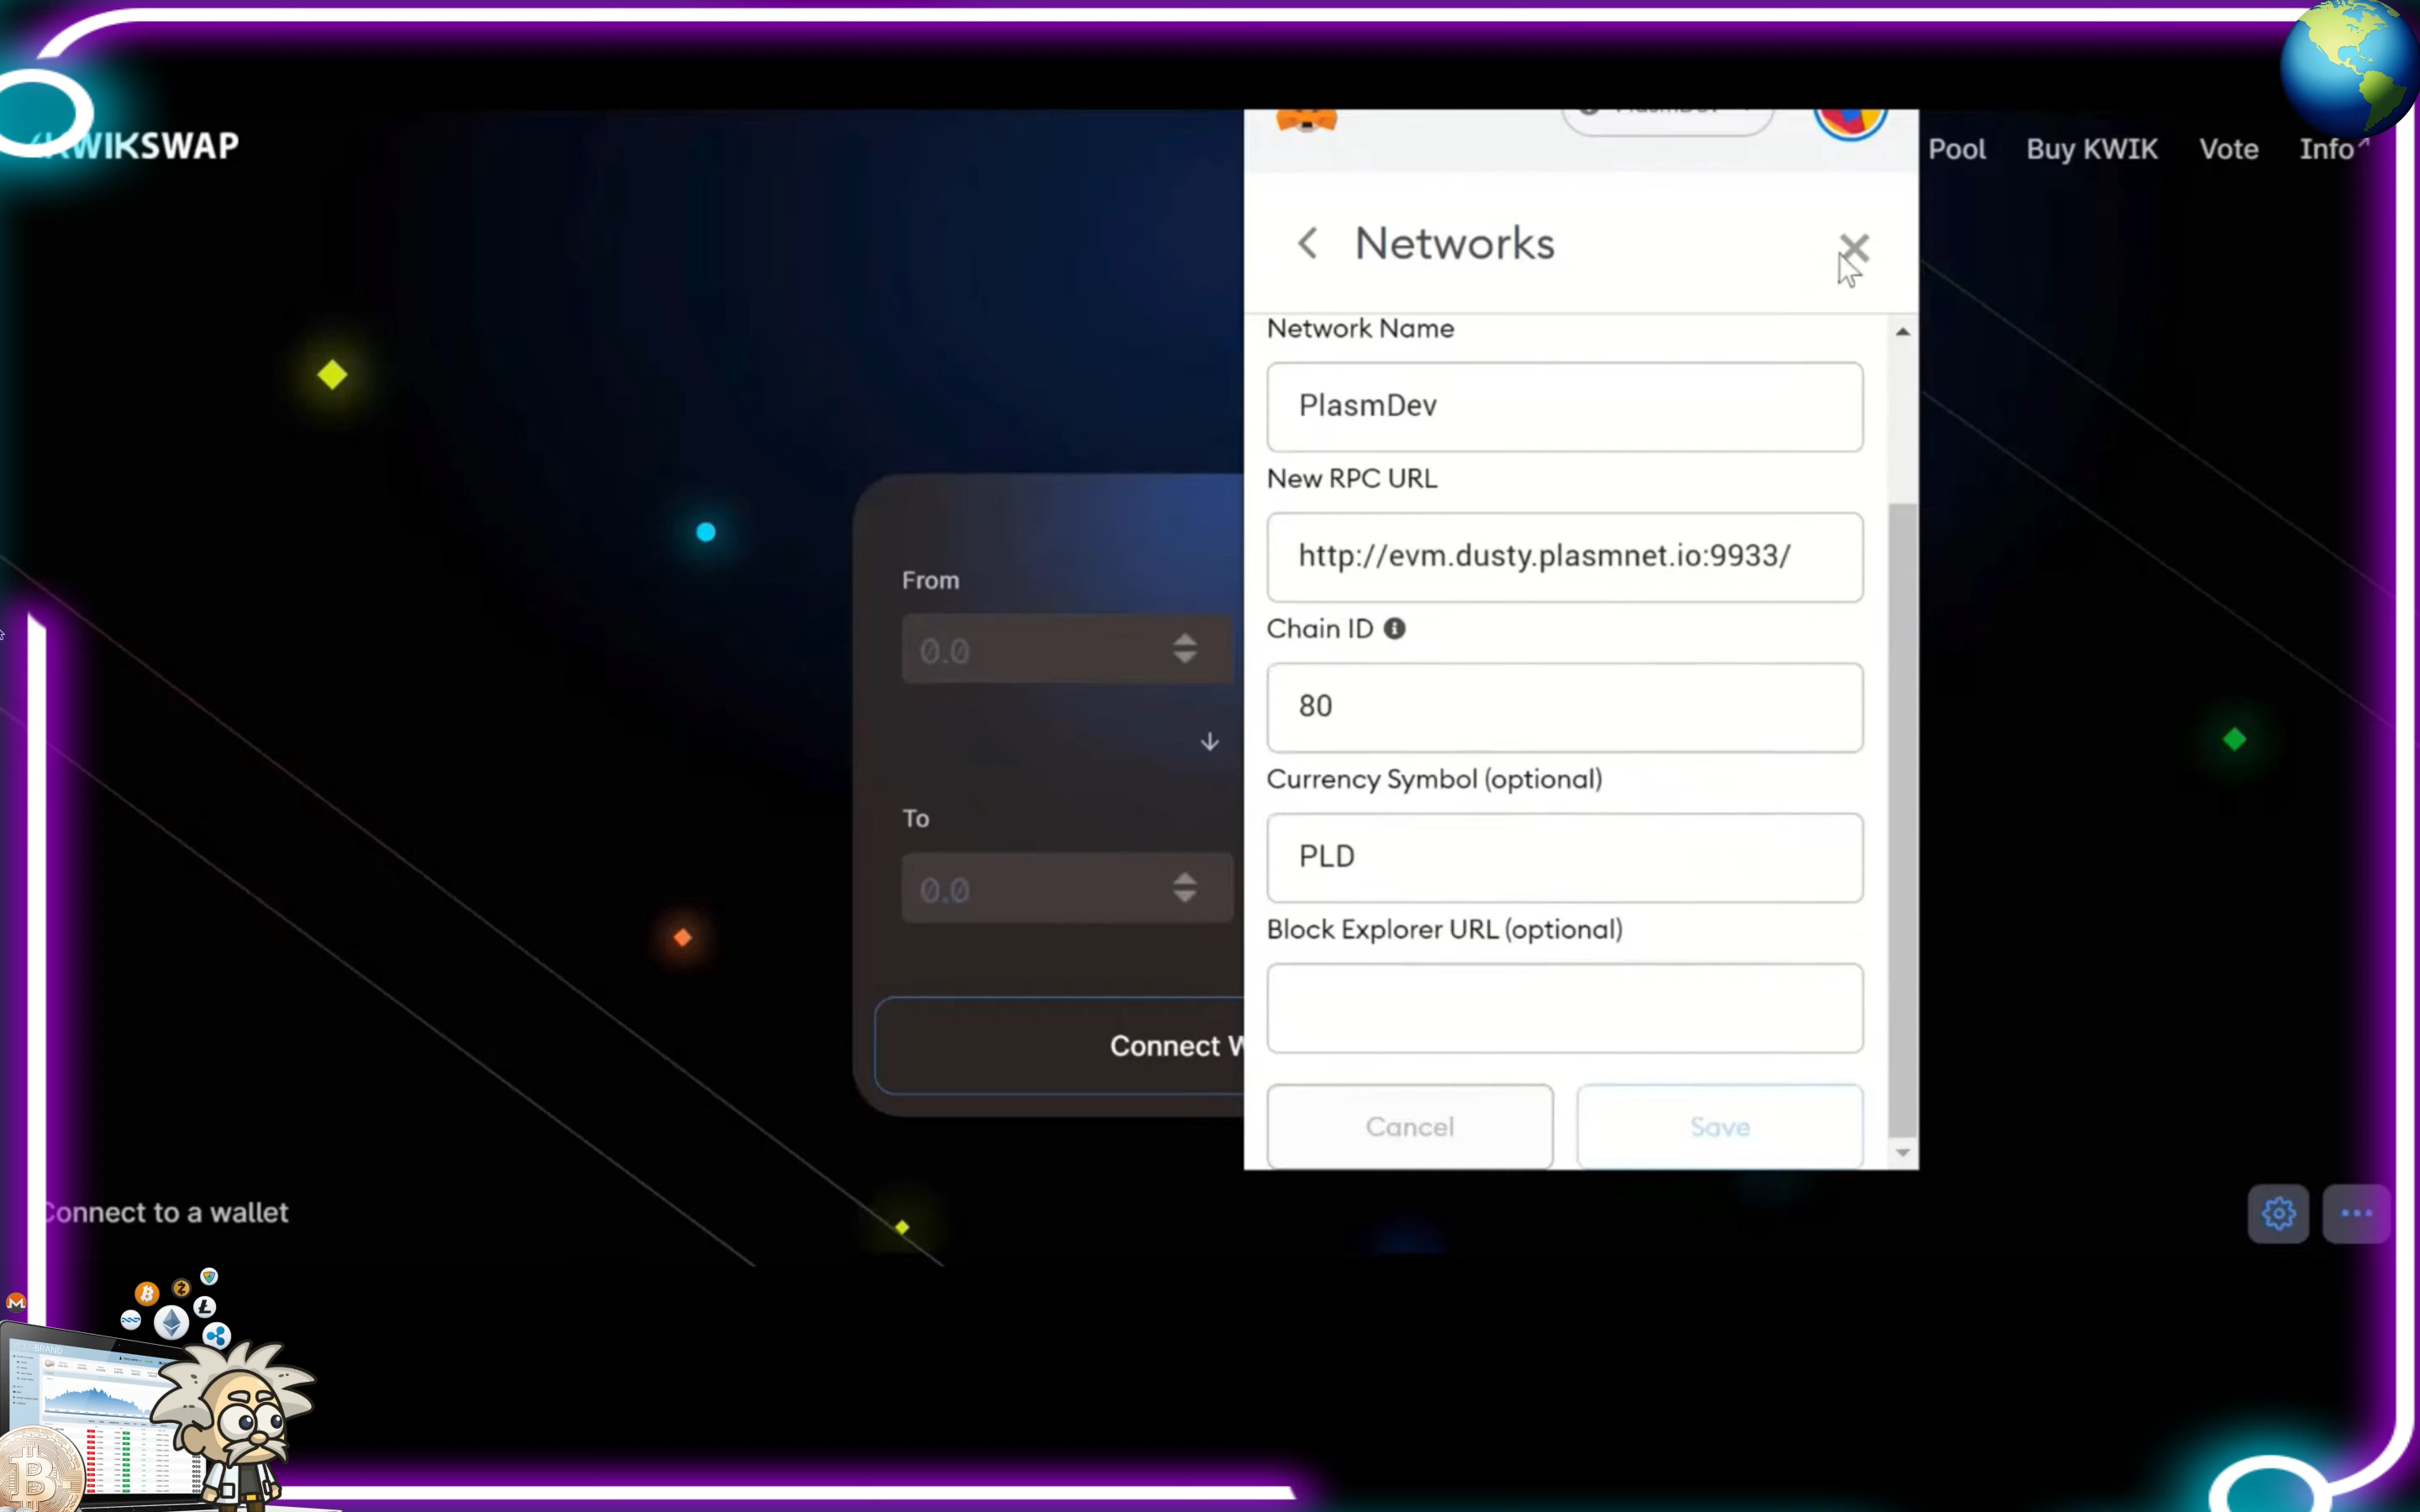 KWIKSWAP
Pool Buy KWIK Vote Info
Networks
Network Name
PlasmDev
New RPC URL
http://evm.dusty.plasmnet.io:9933/
Chain ID
80
Currency Symbol (optional)
PLD
Block Explorer URL (optional)
Cancel Save
From
0.0
To
0.0
Connect W
Connect to a wallet